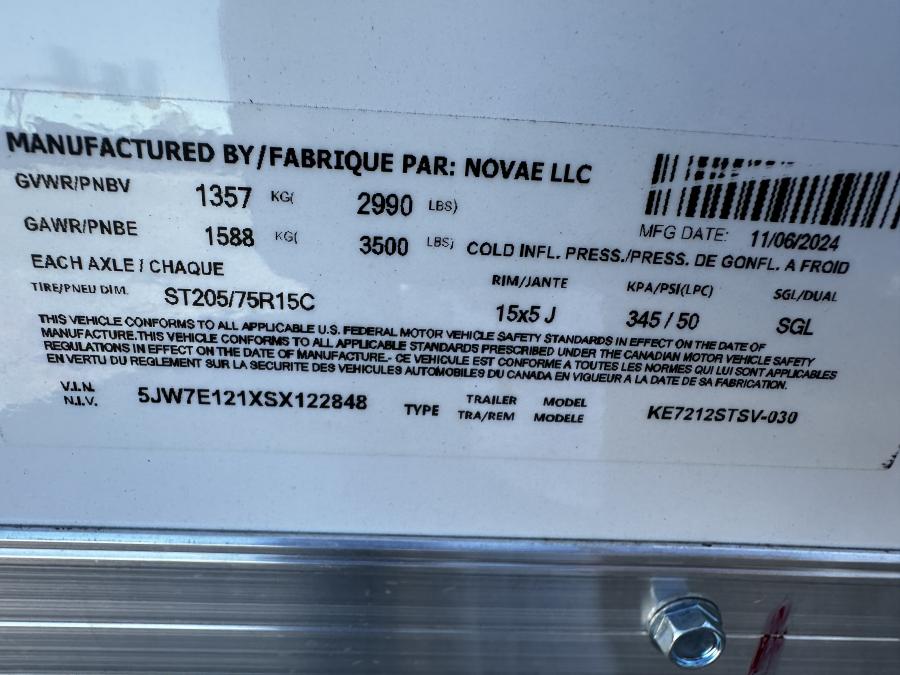 MANUFACTURED BY/FABRIQUE PAR: NOVAE LLC
GVWR/PNBV 1357 KG( 2990 LBS)
MFG DATE: 11/06/2024
GAWR/PNBE 1588 KG( 3500 LBS) COLD INFL. PRESS./PRESS. DE GONFL. A FROID
EACH AXLE / CHAQUE RIM/JANTE KPA/PSI(LPC) SGL/DUAL
TIRE/PNEU DIM. ST205/75R15C 15x5 J 345 / 50 SGL
THIS VEHICLE CONFORMS TO ALL APPLICABLE U.S. FEDERAL MOTOR VEHICLE SAFETY STANDARDS IN EFFECT ON THE DATE OF
MANUFACTURE.THIS VEHICLE CONFORMS TO ALL APPLICABLE STANDARDS PRESCRIBED UNDER THE CANADIAN MOTOR VEHICLE SAFETY
REGULATIONS IN EFFECT ON THE DATE OF MANUFACTURE.- CE VEHICULE EST CONFORME A TOUTES LES NORMES QUI LUI SONT APPLICABLES
EN VERTU DU REGLEMENT SUR LA SECURITE DES VEHICULES AUTOMOBILES DU CANADA EN VIGUEUR A LA DATE DE SA FABRICATION.
V.I.N. 5JW7E121XSX122848 TYPE TRAILER MODEL KE7212STSV-030
N.I.V. TRA/REM MODELE